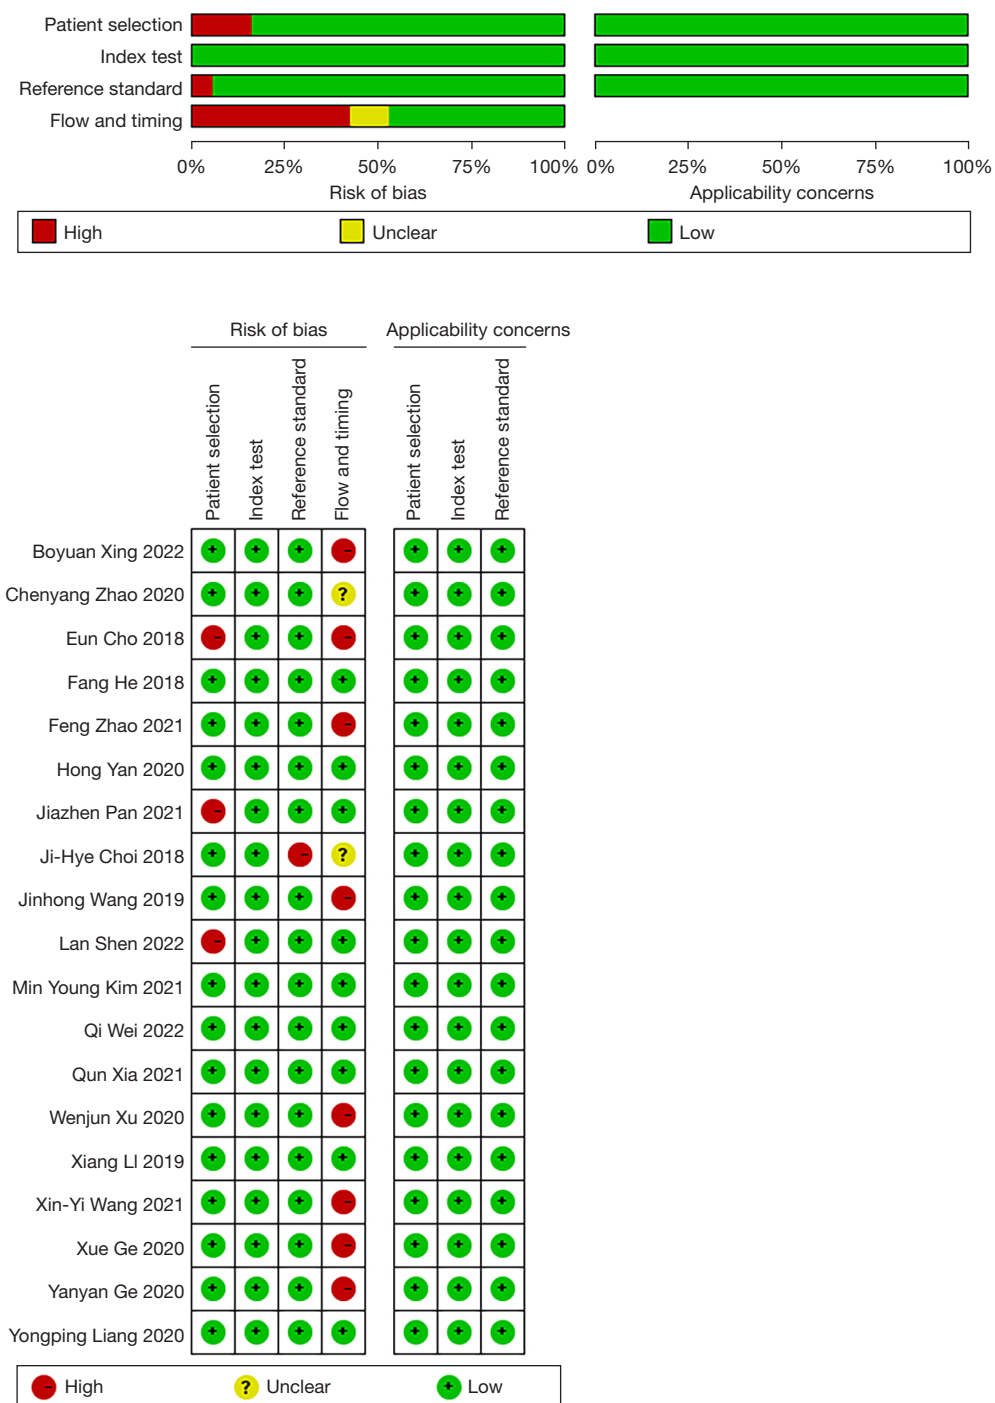 Patient selection
Index test
Reference standard
Flow and timing
0% 25% 50% 75% 100% 0% 25% 50% 75% 100%
Risk of bias Applicability concerns
High Unclear Low
Risk of bias Applicability concerns
Patient selection Index test Reference standard Flow and timing Patient selection Index test Reference standard
Boyuan Xing 2022 + + + - + + +
Chenyang Zhao 2020 + + + ? + + +
Eun Cho 2018 - + + - + + +
Fang He 2018 + + + + + + +
Feng Zhao 2021 + + + - + + +
Hong Yan 2020 + + + + + + +
Jiazhen Pan 2021 - + + + + + +
Ji-Hye Choi 2018 + + - ? + + +
Jinhong Wang 2019 + + + - + + +
Lan Shen 2022 - + + + + + +
Min Young Kim 2021 + + + + + + +
Qi Wei 2022 + + + + + + +
Qun Xia 2021 + + + + + + +
Wenjun Xu 2020 + + + - + + +
Xiang LI 2019 + + + + + + +
Xin-Yi Wang 2021 + + + - + + +
Xue Ge 2020 + + + - + + +
Yanyan Ge 2020 + + + - + + +
Yongping Liang 2020 + + + + + + +
- High ? Unclear + Low